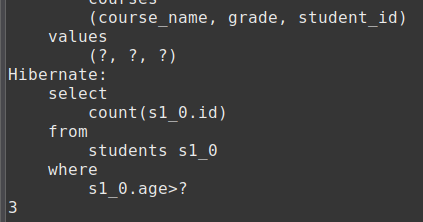 courses
(course_name, grade, student_id)
values
(?, ?, ?)
Hibernate:
select
count(s1_0.id)
from
students s1_0
where
s1_0.age>?
3